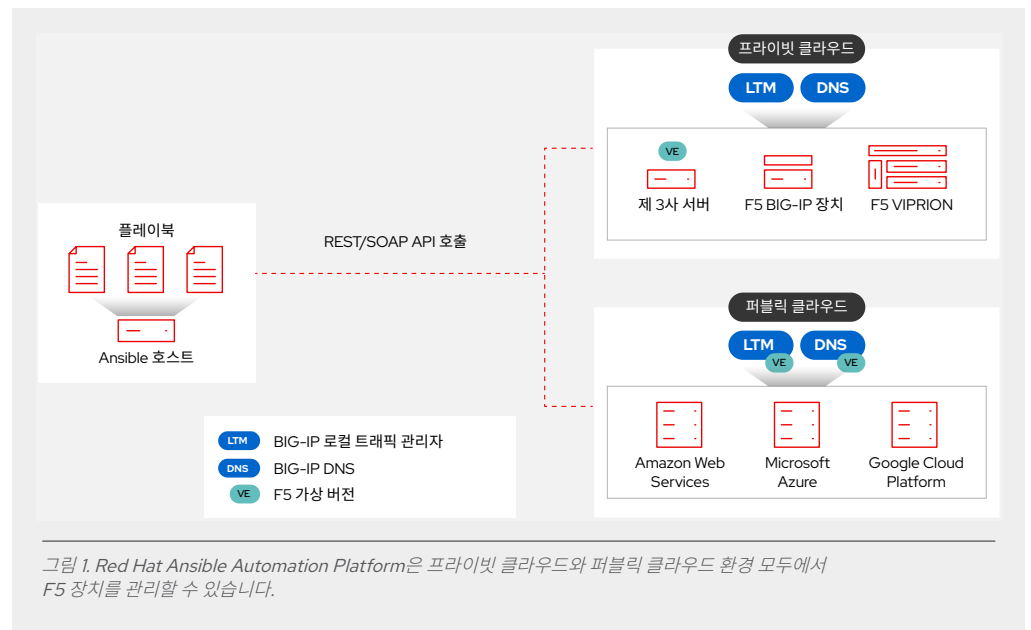 프라이빗 클라우드
LTM DNS
VE
제 3사 서버 F5 BIG-IP 장치 F5 VIPRION
플레이북
Ansible 호스트
REST/SOAP API 호출
퍼블릭 클라우드
LTM DNS
VE VE
Amazon Web
Services
Microsoft
Azure
Google Cloud
Platform
LTM BIG-IP 로컬 트래픽 관리자
DNS BIG-IP DNS
VE F5 가상 버전
그림 1. Red Hat Ansible Automation Platform은 프라이빗 클라우드와 퍼블릭 클라우드 환경 모두에서
F5 장치를 관리할 수 있습니다.